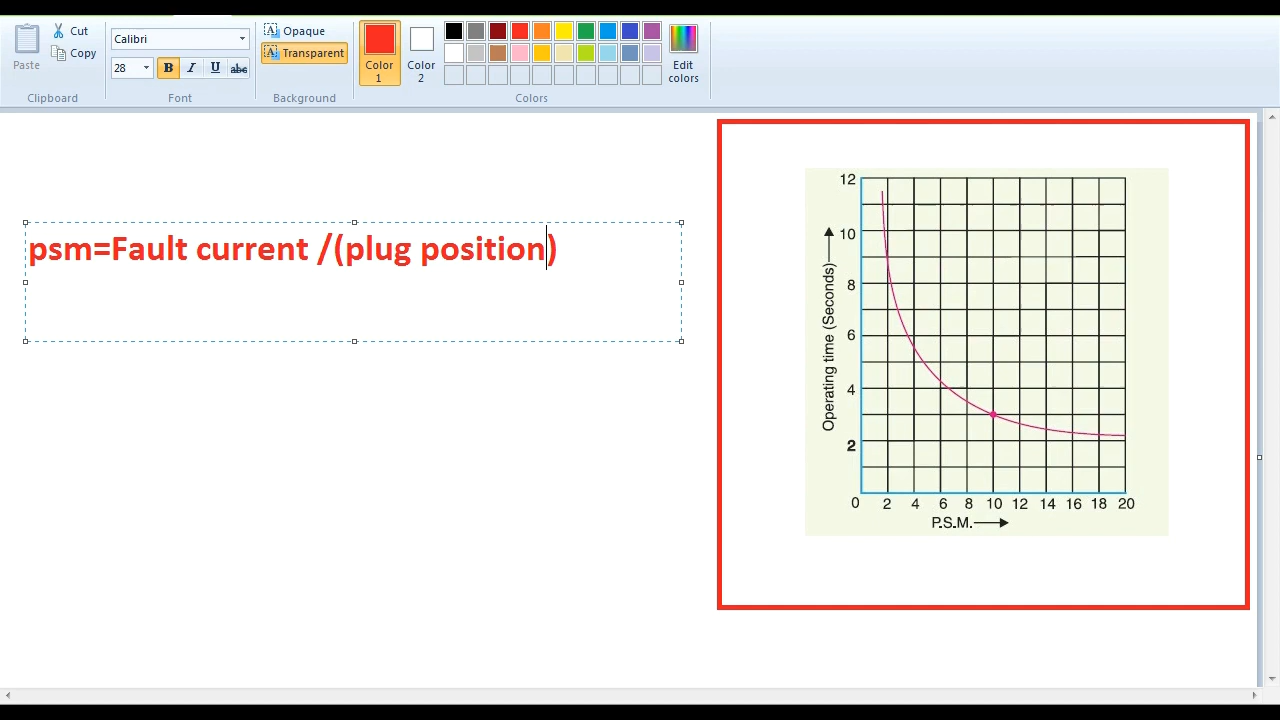 Paste
Cut
Copy
Clipboard
Calibri
28
B I U abc
Font
Opaque
Transparent
Background
Color 1
Color 2
Edit colors
Colors
psm=Fault current /(plug position)
Operating time (Seconds)
12
10
8
6
4
2
0 2 4 6 8 10 12 14 16 18 20
P.S.M.